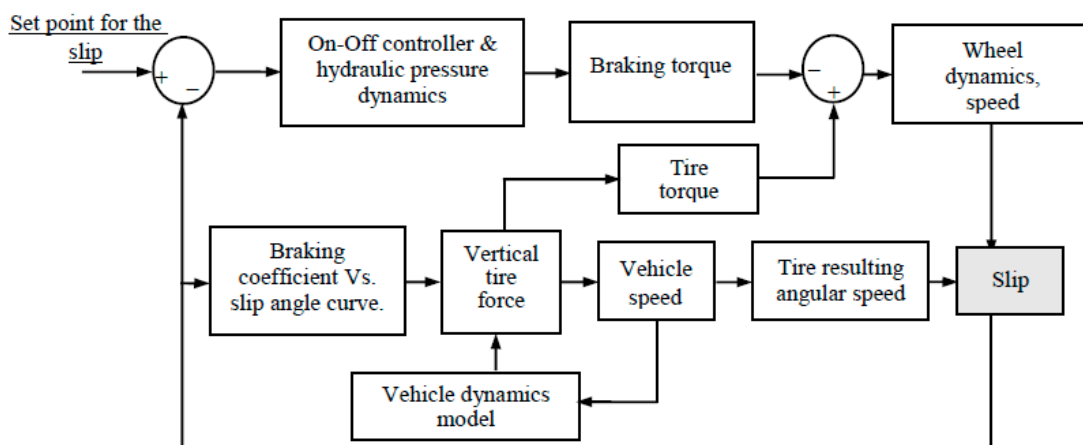 Set point for the
slip
+
−
On-Off controller &
hydraulic pressure
dynamics
Braking torque
−
+
Wheel
dynamics,
speed
Tire
torque
Braking
coefficient Vs.
slip angle curve.
Vertical
tire
force
Vehicle
speed
Tire resulting
angular speed
Slip
Vehicle dynamics
model